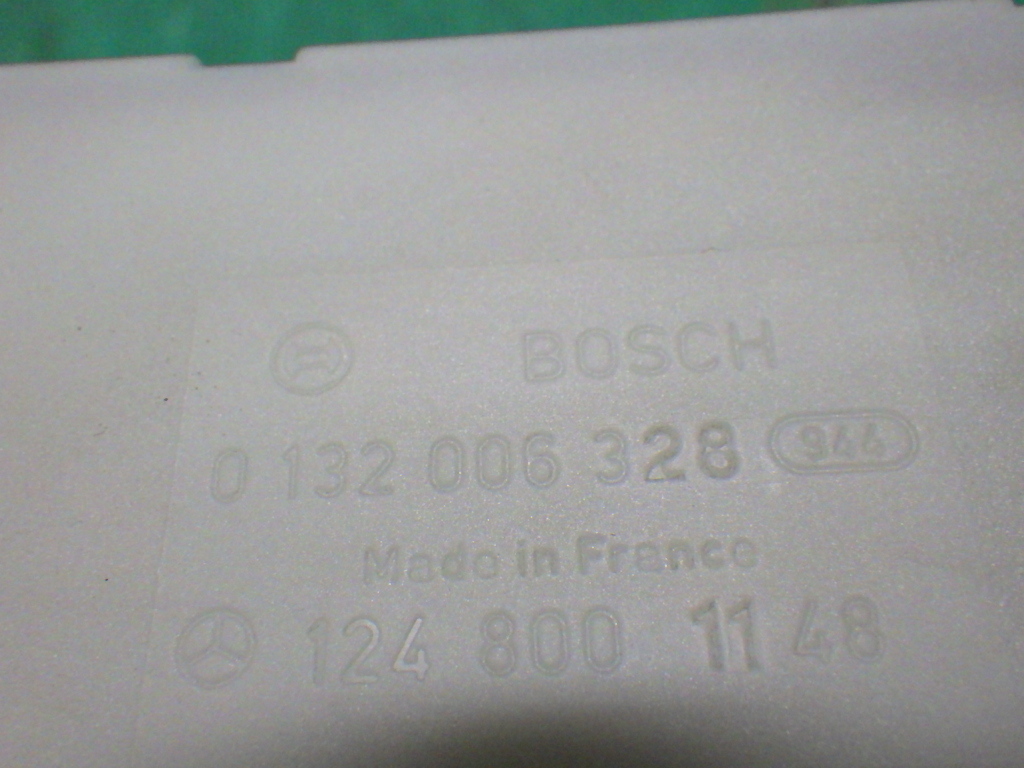 BOSCH
0 132 006 328 944
Made in France
124 800 11 48